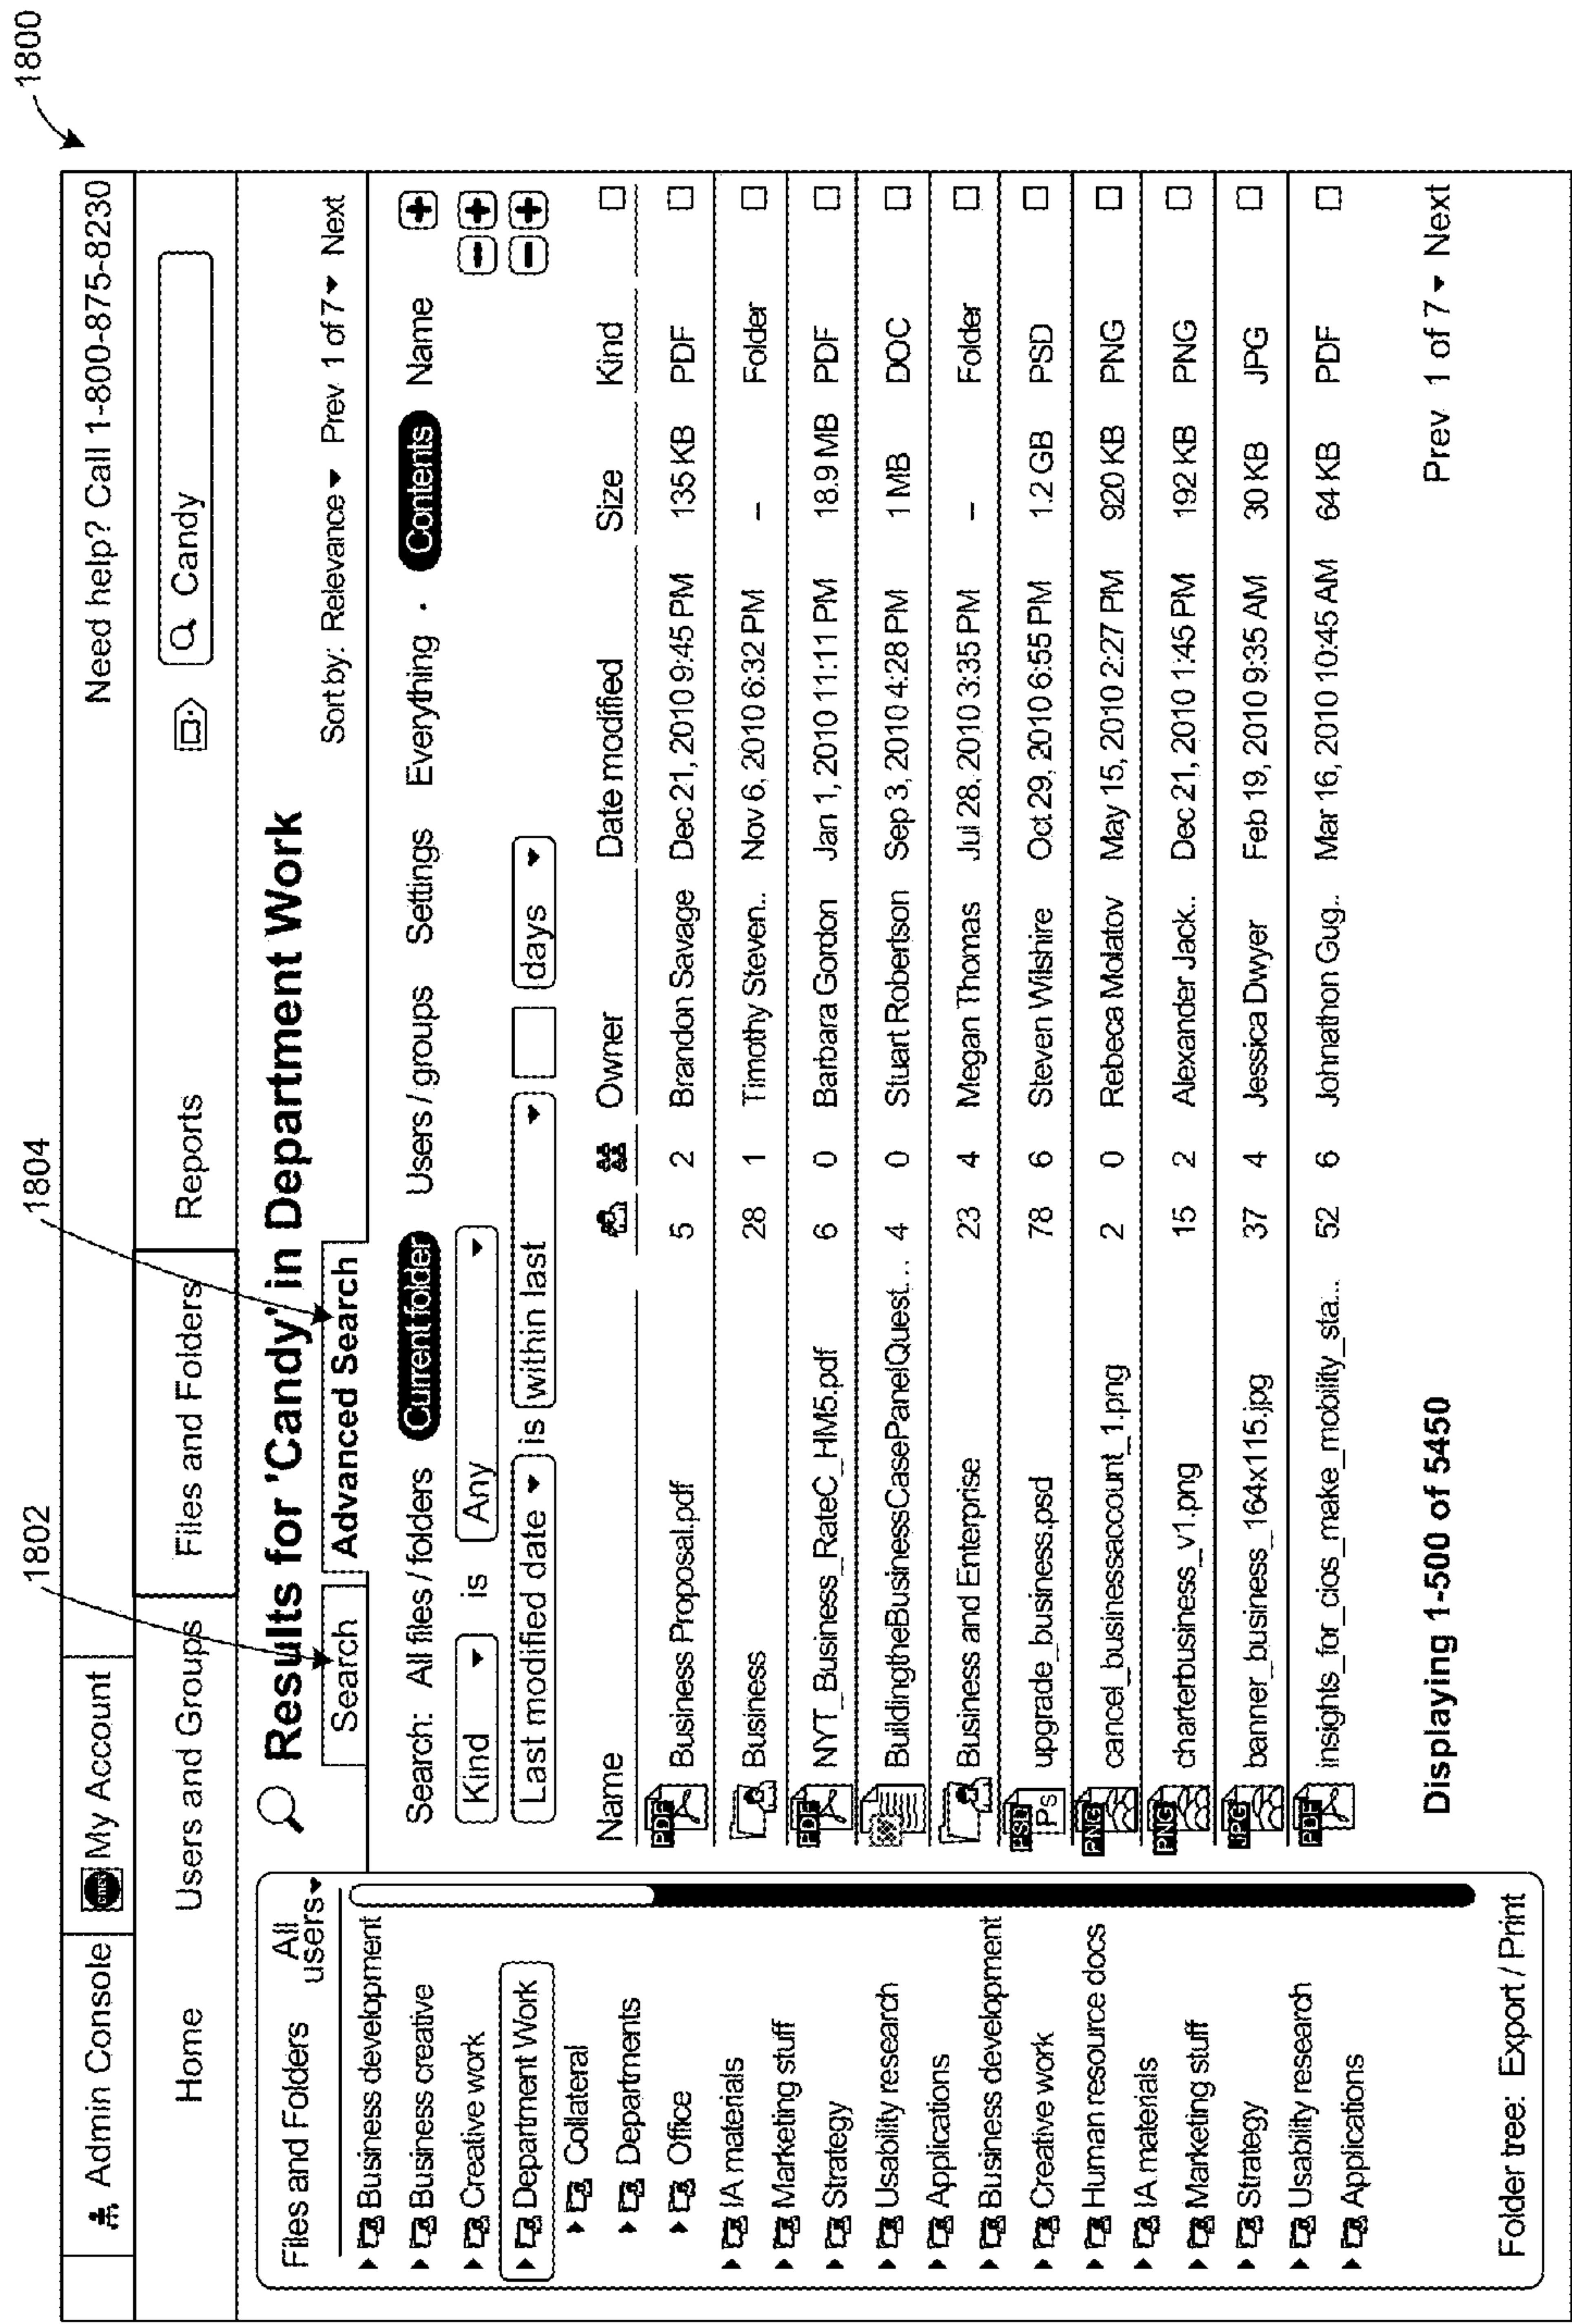 1800
1802
1804
Admin Console
My Account
Need help? Call 1-800-875-8230
Home
Users and Groups
Files and Folders
Reports
Candy
Files and Folders
All users
Business development
Business creative
Creative work
Department Work
Collateral
Departments
Office
IA materials
Marketing stuff
Strategy
Usability research
Applications
Business development
Creative work
Human resource docs
IA materials
Marketing stuff
Strategy
Usability research
Applications
Folder tree: Export / Print
Results for 'Candy' in Department Work
Search
Advanced Search
Sort by: Relevance Prev 1 of 7 Next
Search: All files / folders Current folder Users / groups Settings Everything · Contents Name
Kind is Any
Last modified date is within last days
Name Owner Date modified Size Kind
PDF Business Proposal.pdf 5 2 Brandon Savage Dec 21, 2010 9:45 PM 135 KB PDF
Business 28 1 Timothy Steven.. Nov 6, 2010 6:32 PM – Folder
PDF NYT_Business_RateC_HM5.pdf 6 0 Barbara Gordon Jan 1, 2010 11:11 PM 18.9 MB PDF
BuildingtheBusinessCasePanelQuest... 4 0 Stuart Robertson Sep 3, 2010 4:28 PM 1 MB DOC
Business and Enterprise 23 4 Megan Thomas Jul 28, 2010 3:35 PM – Folder
PSD Ps upgrade_business.psd 78 6 Steven Wilshire Oct 29, 2010 6:55 PM 1.2 GB PSD
PNG cancel_businessaccount_1.png 2 0 Rebeca Molatov May 15, 2010 2:27 PM 920 KB PNG
PNG charterbusiness_v1.png 15 2 Alexander Jack.. Dec 21, 2010 1:45 PM 192 KB PNG
JPG banner_business_164x115.jpg 37 4 Jessica Dwyer Feb 19, 2010 9:35 AM 30 KB JPG
PDF insights_for_cios_make_mobility_sta... 52 6 Johnathon Gug.. Mar 16, 2010 10:45 AM 64 KB PDF
Displaying 1-500 of 5450
Prev 1 of 7 Next